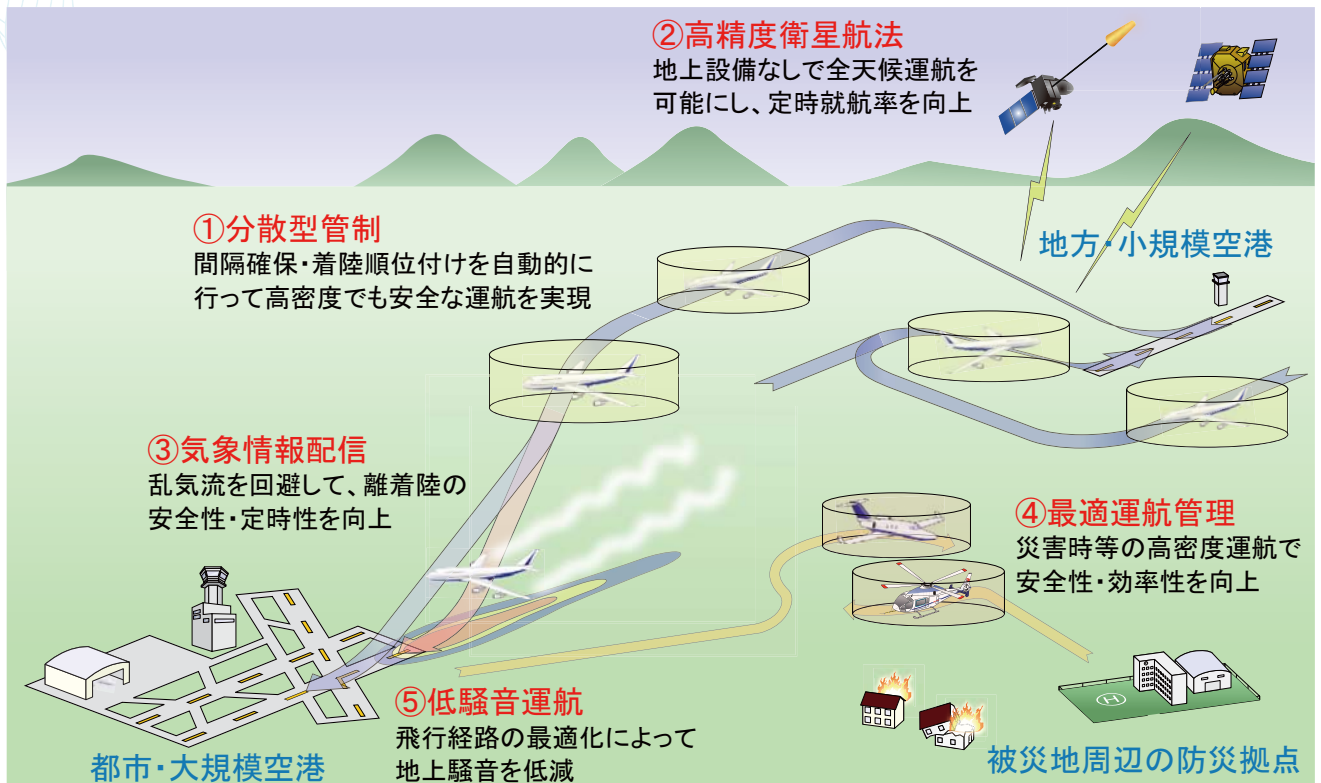 ②高精度衛星航法
地上設備なしで全天候運航を
可能にし、定時就航率を向上
①分散型管制
間隔確保・着陸順位付けを自動的に
行って高密度でも安全な運航を実現
地方・小規模空港
③気象情報配信
乱気流を回避して、離着陸の
安全性・定時性を向上
④最適運航管理
災害時等の高密度運航で
安全性・効率性を向上
⑤低騒音運航
飛行経路の最適化によって
地上騒音を低減
都市・大規模空港
H
被災地周辺の防災拠点